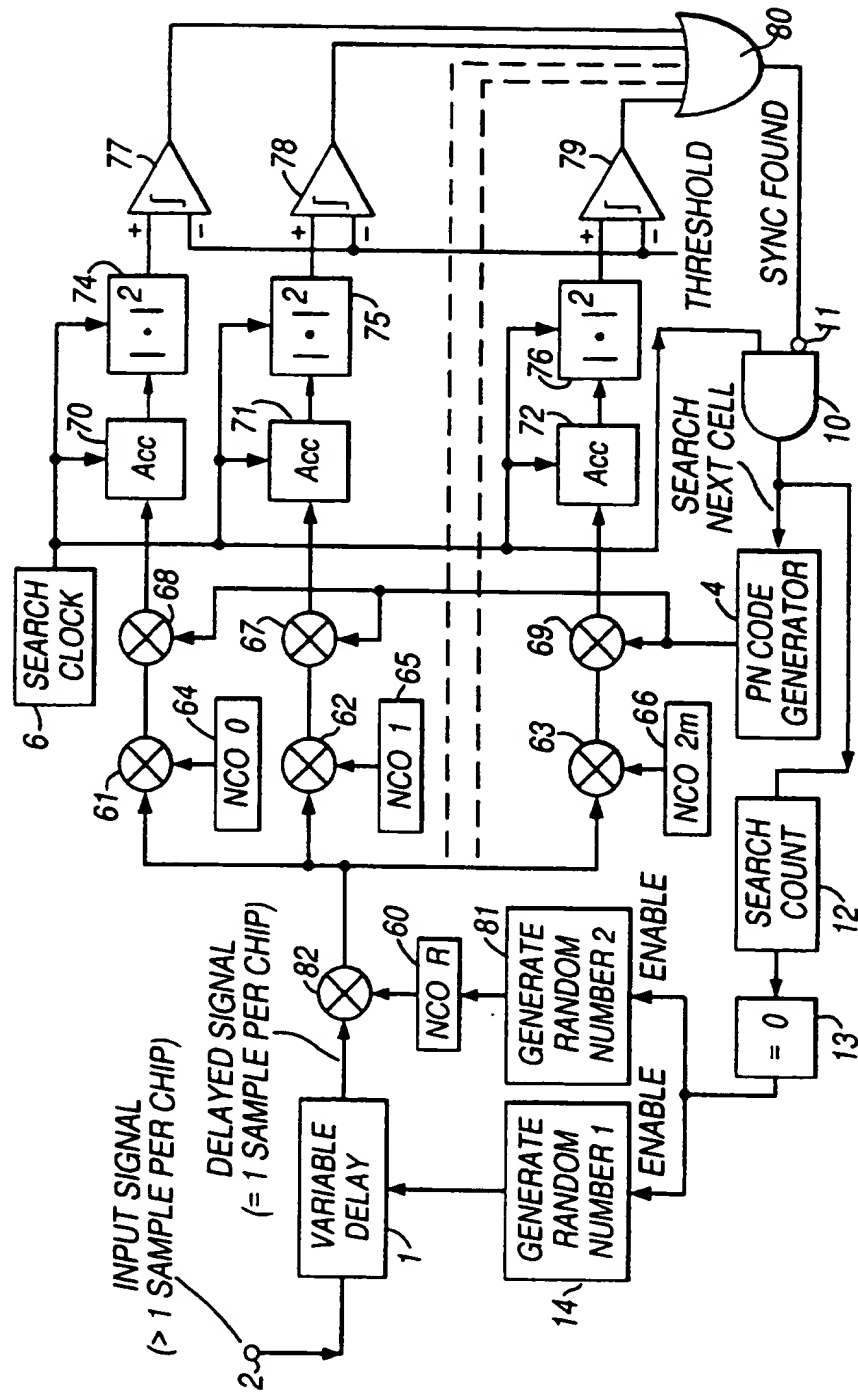 INPUT SIGNAL
(> 1 SAMPLE PER CHIP)
2
VARIABLE
DELAY
1
DELAYED SIGNAL
(= 1 SAMPLE PER CHIP)
82
NCO R
60
GENERATE
RANDOM
NUMBER 1
14
ENABLE
GENERATE
RANDOM
NUMBER 2
81
ENABLE
= 0
13
SEARCH
COUNT
12
SEARCH
CLOCK
6
61
NCO 0
64
68
62
NCO 1
65
67
63
NCO 2m
66
69
PN CODE
GENERATOR
4
Acc
70
Acc
71
Acc
72
| • |²
74
| • |²
75
| • |²
76
+
-
77
+
-
78
+
-
79
THRESHOLD
80
SYNC FOUND
11
10
SEARCH
NEXT CELL